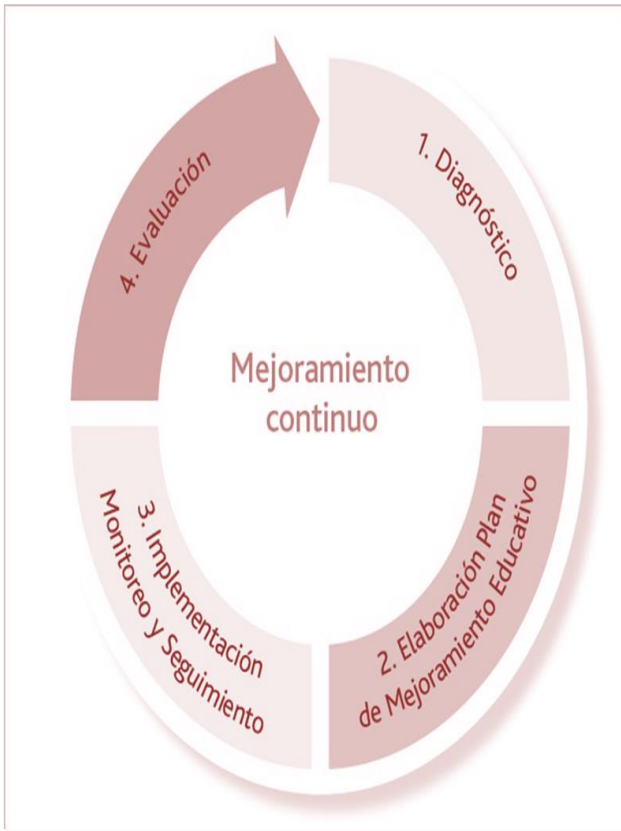 Mejoramiento
continuo
1. Diagnóstico
2. Elaboración Plan
de Mejoramiento Educativo
3. Implementación
Monitoreo y Seguimiento
4. Evaluación